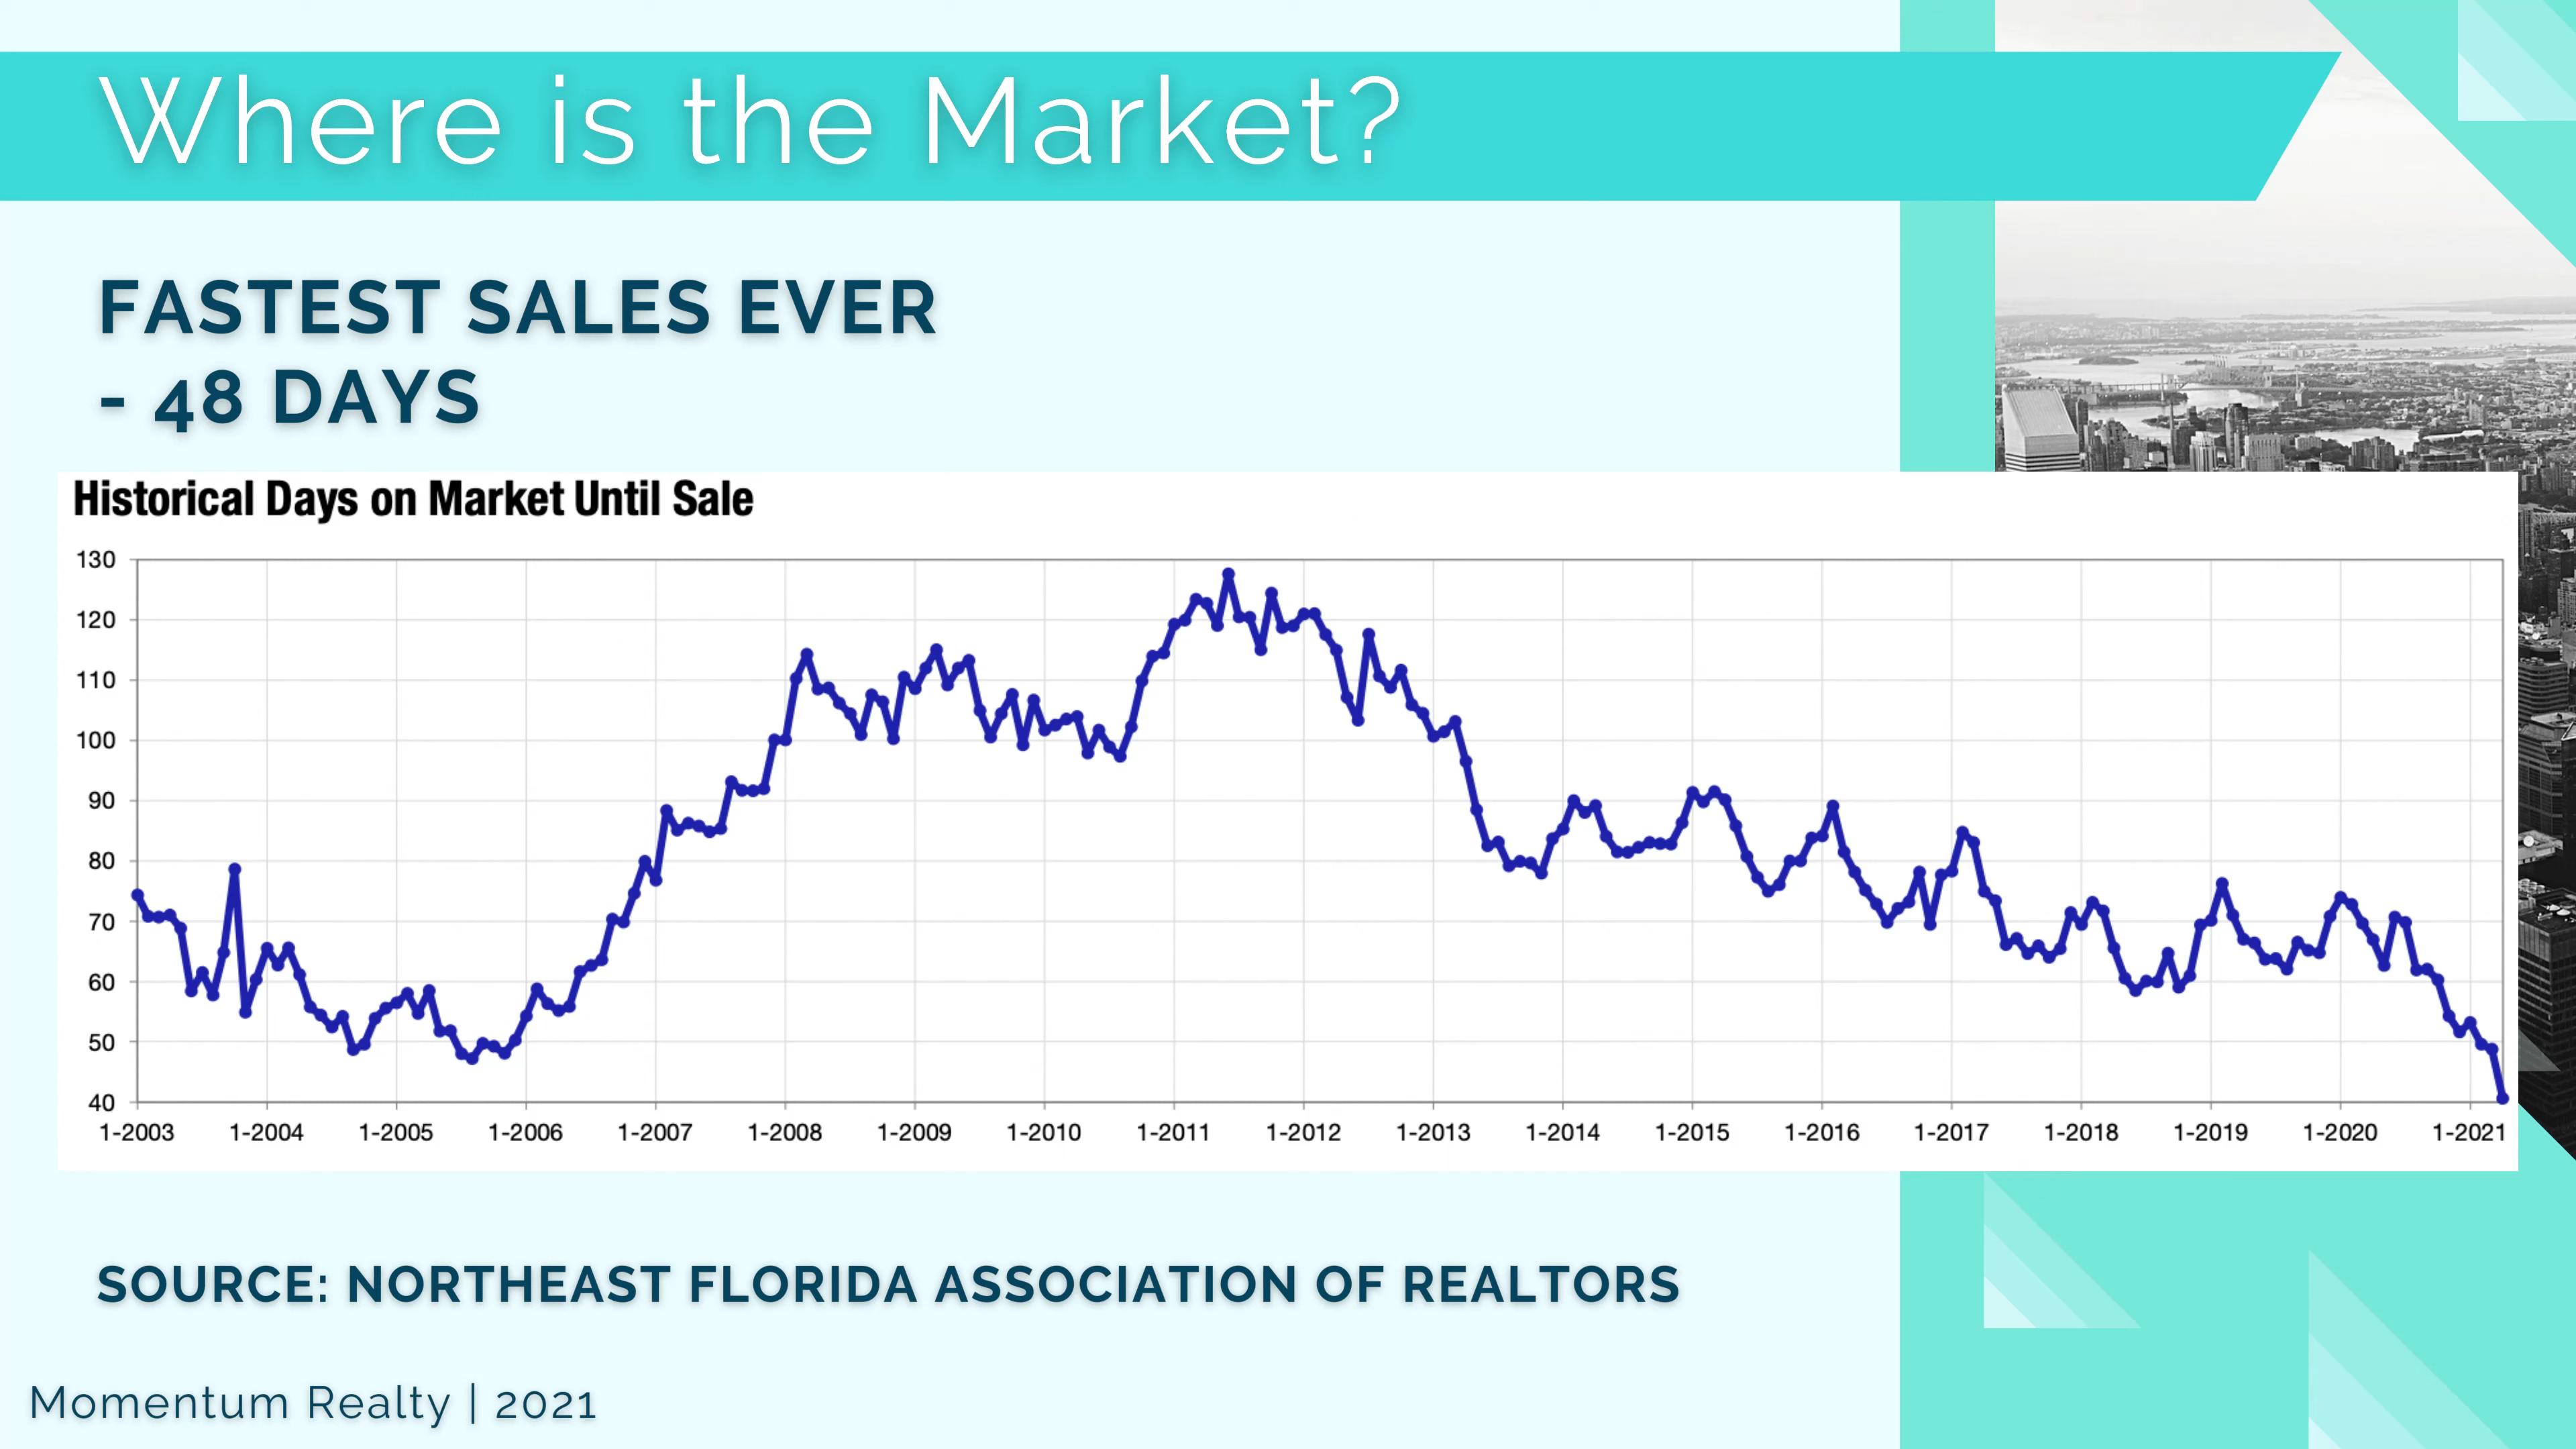 Where is the Market?
FASTEST SALES EVER
- 48 DAYS
Historical Days on Market Until Sale
130
120
110
100
90
80
70
60
50
40
1-2003 1-2004 1-2005 1-2006 1-2007 1-2008 1-2009 1-2010 1-2011 1-2012 1-2013 1-2014 1-2015 1-2016 1-2017 1-2018 1-2019 1-2020 1-2021
SOURCE: NORTHEAST FLORIDA ASSOCIATION OF REALTORS
Momentum Realty | 2021